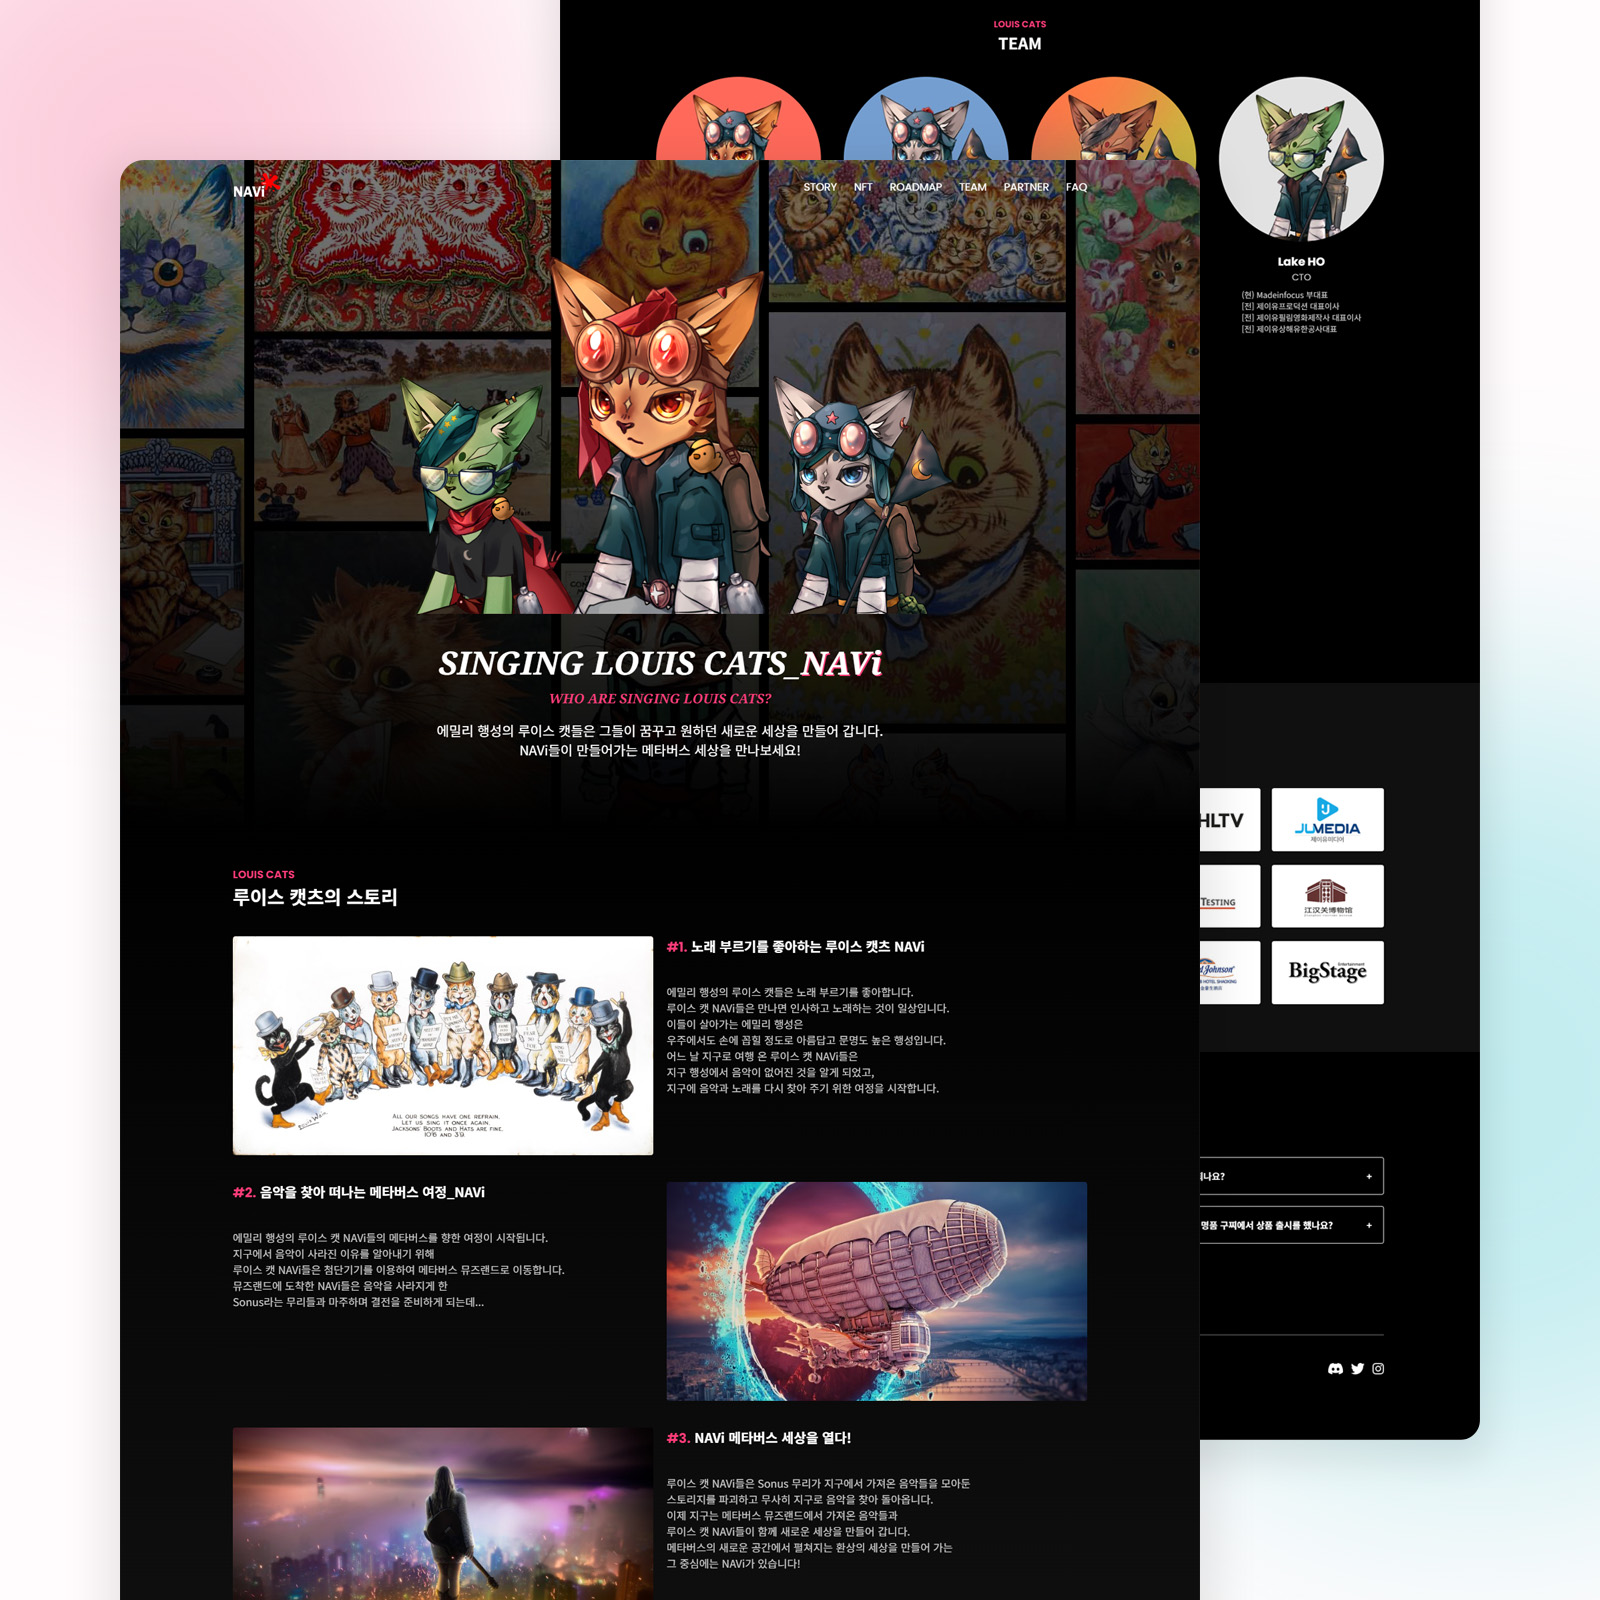 LOUIS CATS
TEAM
Lake HO
CTO
(현) Madeinfocus 부대표
[전] 제이유프로덕션 대표이사
[전] 제이유필림영화제작사 대표이사
[전] 제이유상해유한공사대표
NAVi
STORY NFT ROADMAP TEAM PARTNER FAQ
SINGING LOUIS CATS_NAVi
WHO ARE SINGING LOUIS CATS?
에밀리 행성의 루이스 캣들은 그들이 꿈꾸고 원하던 새로운 세상을 만들어 갑니다.
NAVi들이 만들어가는 메타버스 세상을 만나보세요!
LOUIS CATS
루이스 캣츠의 스토리
#1. 노래 부르기를 좋아하는 루이스 캣츠 NAVi
에밀리 행성의 루이스 캣들은 노래 부르기를 좋아합니다.
루이스 캣 NAVi들은 만나면 인사하고 노래하는 것이 일상입니다.
이들이 살아가는 에밀리 행성은
우주에서도 손에 꼽힐 정도로 아름답고 문명도 높은 행성입니다.
어느 날 지구로 여행 온 루이스 캣 NAVi들은
지구 행성에서 음악이 없어진 것을 알게 되었고,
지구에 음악과 노래를 다시 찾아 주기 위한 여정을 시작합니다.
ALL OUR SONGS HAVE ONE REFRAIN,
LET US SING IT ONCE AGAIN,
JACKSONS' BOOTS AND HATS ARE FINE,
10/6 AND 3/9.
#2. 음악을 찾아 떠나는 메타버스 여정_NAVi
에밀리 행성의 루이스 캣 NAVi들의 메타버스를 향한 여정이 시작됩니다.
지구에서 음악이 사라진 이유를 알아내기 위해
루이스 캣 NAVi들은 첨단기기를 이용하여 메타버스 뮤즈랜드로 이동합니다.
뮤즈랜드에 도착한 NAVi들은 음악을 사라지게 한
Sonus라는 무리들과 마주하며 결전을 준비하게 되는데...
#3. NAVi 메타버스 세상을 열다!
루이스 캣 NAVi들은 Sonus 무리가 지구에서 가져온 음악들을 모아둔
스토리지를 파괴하고 무사히 지구로 음악을 찾아 돌아옵니다.
이제 지구는 메타버스 뮤즈랜드에서 가져온 음악들과
루이스 캣 NAVi들이 함께 새로운 세상을 만들어 갑니다.
메타버스의 새로운 공간에서 펼쳐지는 환상의 세상을 만들어 가는
그 중심에는 NAVi가 있습니다!
HLTV
JUMEDIA
제이유미디어
TESTING
江汉关博物馆
Johnson
BigStage
Entertainment
나요? +
명품 구찌에서 상품 출시를 했나요? +